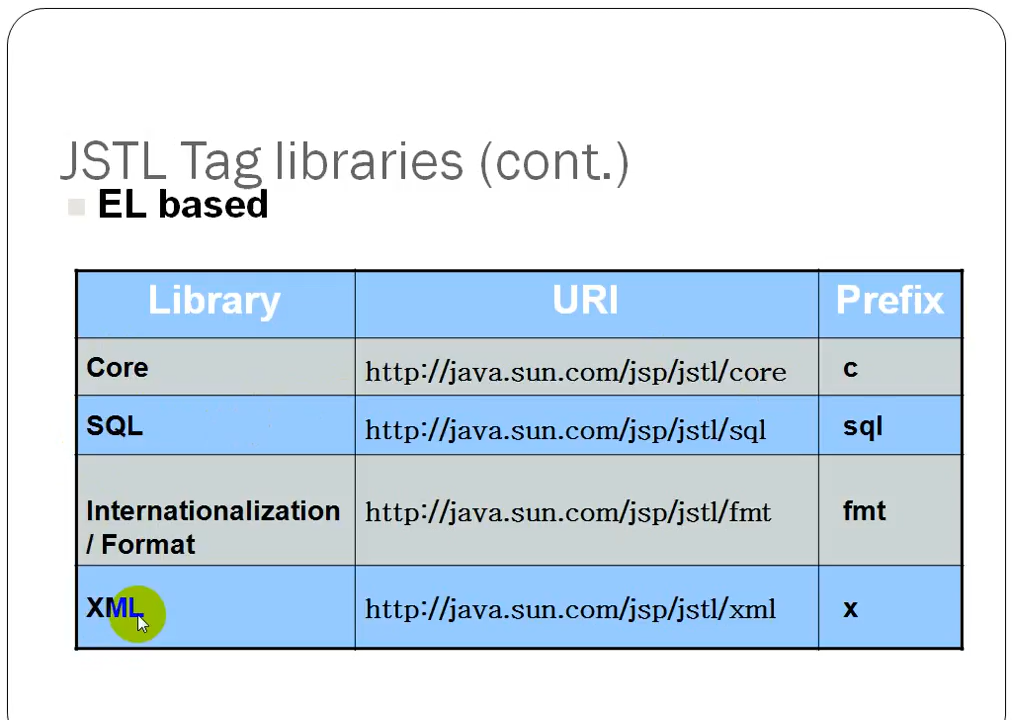 JSTL Tag libraries (cont.)
EL based
Library URI Prefix
Core http://java.sun.com/jsp/jstl/core c
SQL http://java.sun.com/jsp/jstl/sql sql
Internationalization http://java.sun.com/jsp/jstl/fmt fmt
/ Format
XML http://java.sun.com/jsp/jstl/xml x